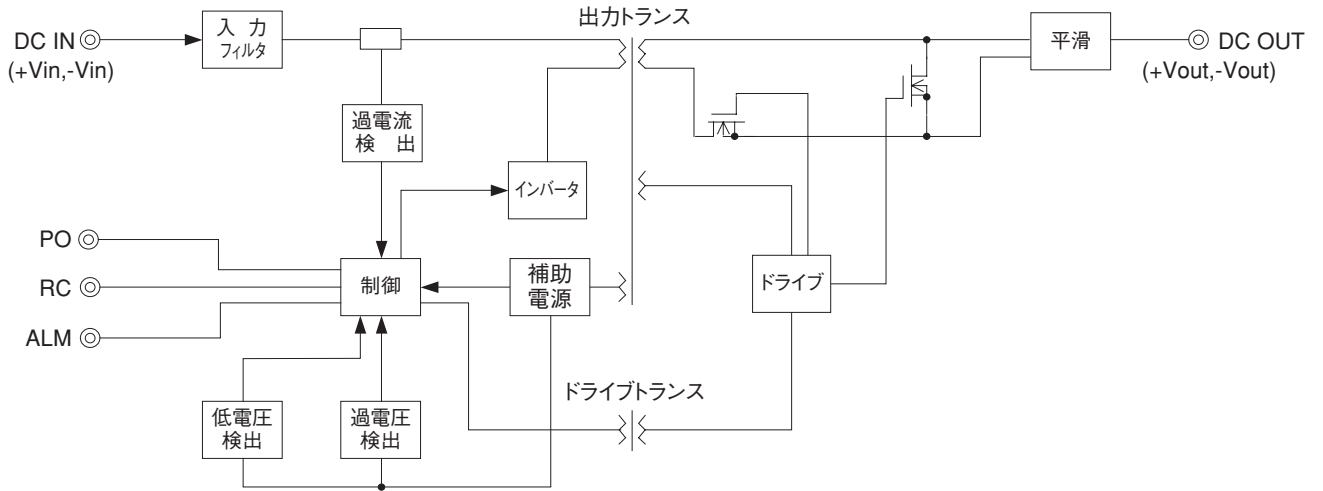 出力トランス
DC IN
(+Vin,-Vin)
入 力
フィルタ
平滑
DC OUT
(+Vout,-Vout)
過電流
検 出
インバータ
PO
RC
ALM
制御
補助
電源
ドライブ
ドライブトランス
低電圧
検出
過電圧
検出